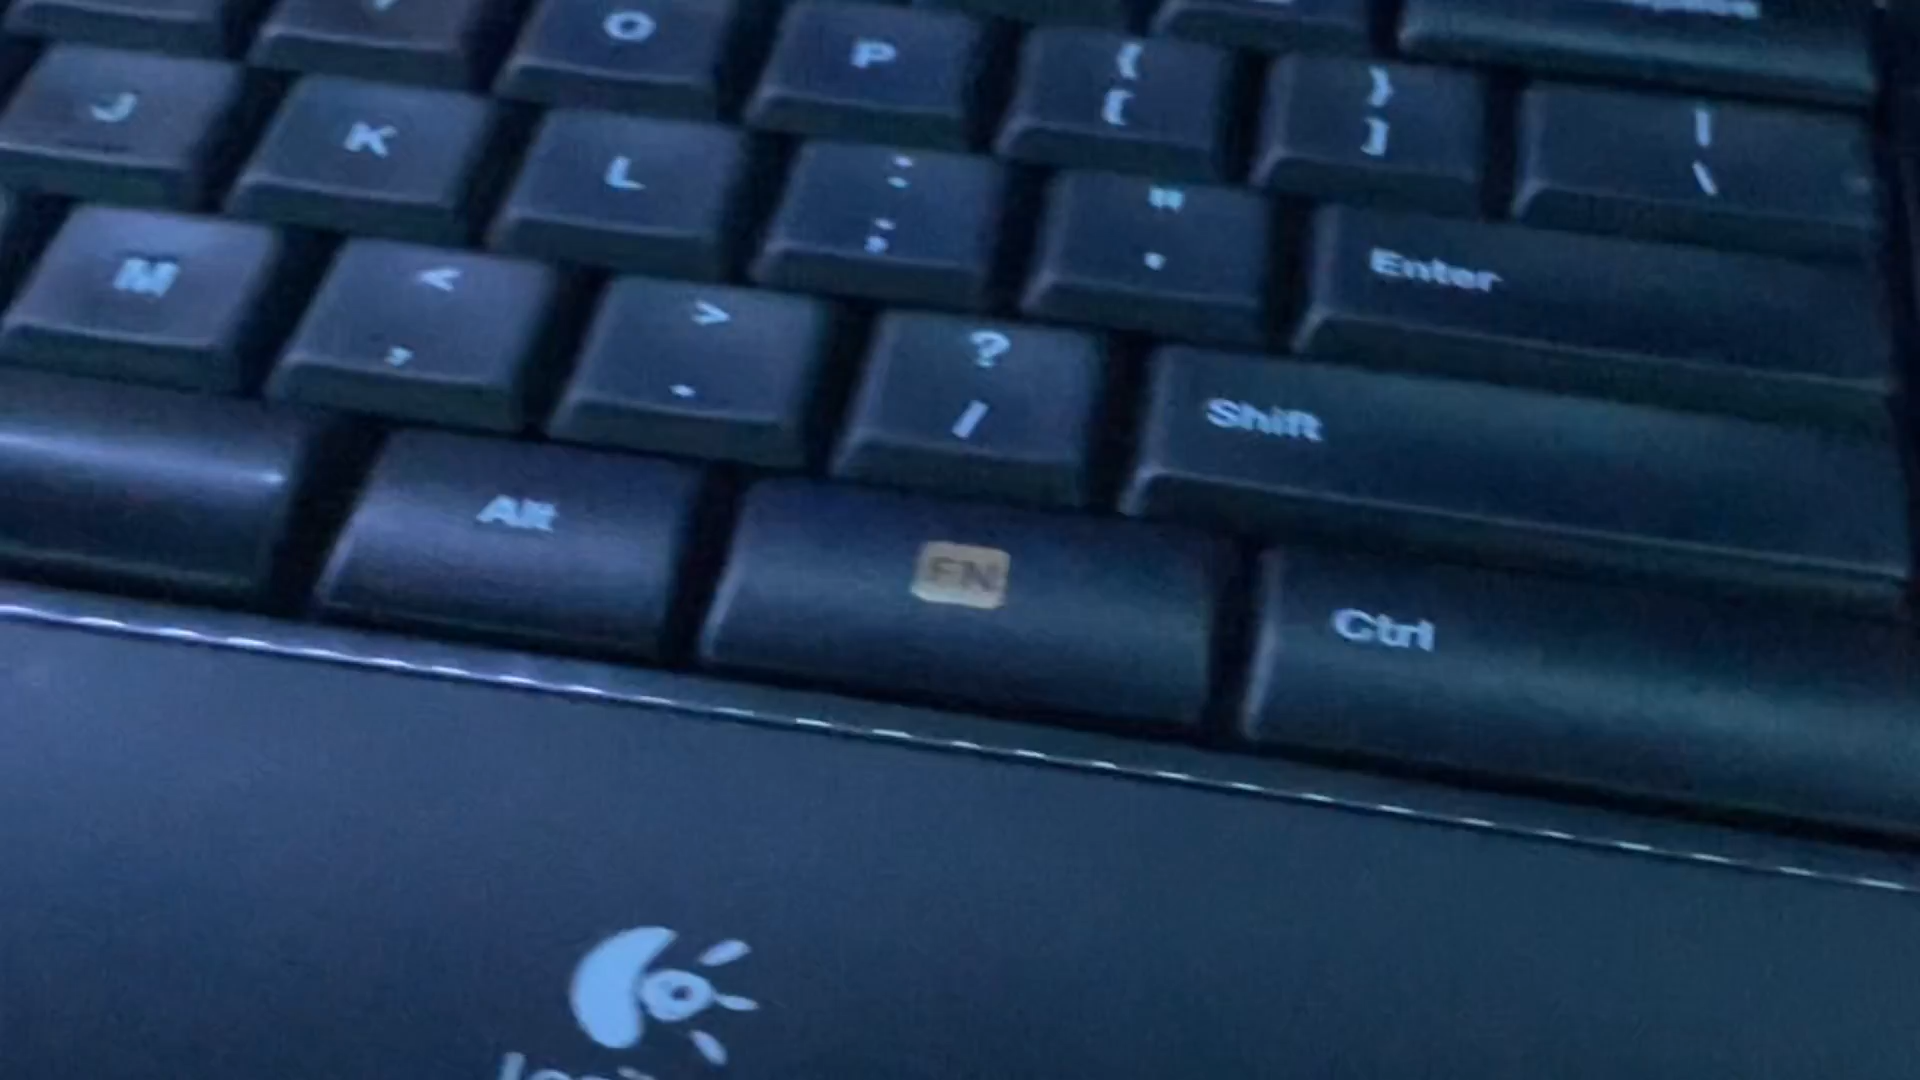 O P { [ } ] | \
J K L : ; " ' Enter
M < , > . ? / Shift
Alt FN Ctrl